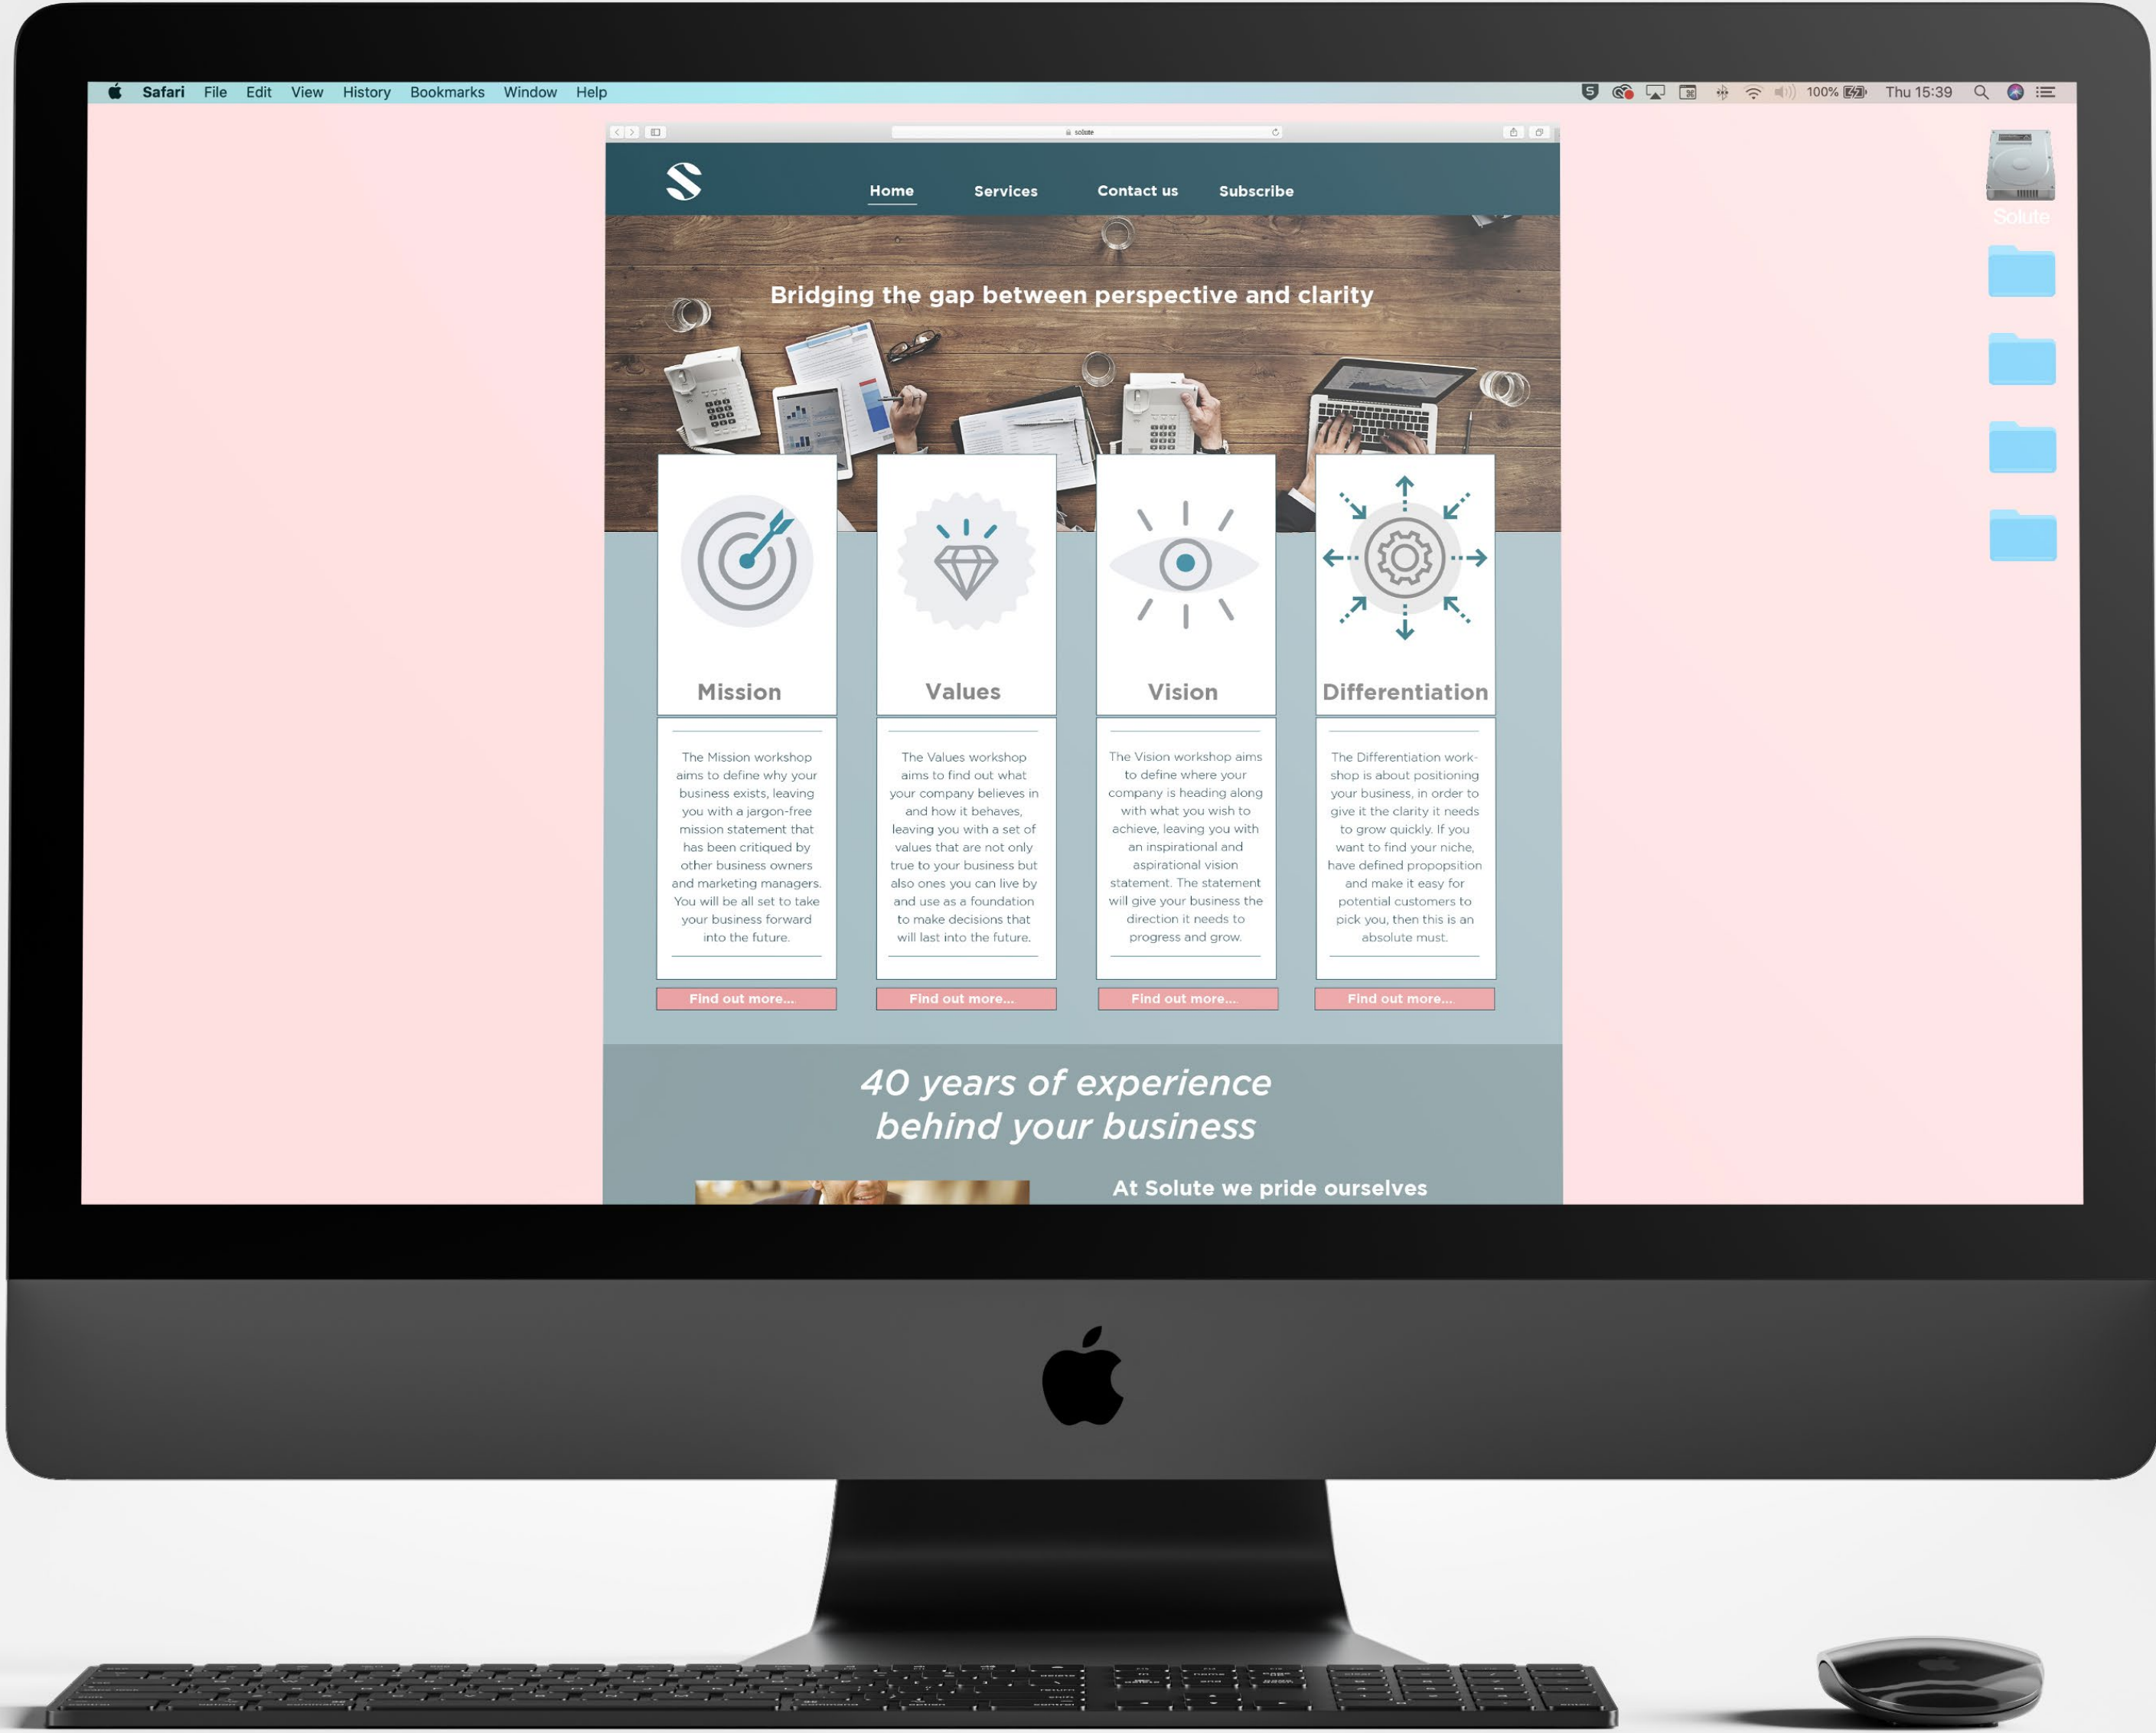 Safari File Edit View History Bookmarks Window Help
100% Thu 15:39
solute
Home Services Contact us Subscribe
Solute
Bridging the gap between perspective and clarity
Mission
Values
Vision
Differentiation
The Mission workshop
aims to define why your
business exists, leaving
you with a jargon-free
mission statement that
has been critiqued by
other business owners
and marketing managers.
You will be all set to take
your business forward
into the future.
Find out more...
The Values workshop
aims to find out what
your company believes in
and how it behaves,
leaving you with a set of
values that are not only
true to your business but
also ones you can live by
and use as a foundation
to make decisions that
will last into the future.
Find out more...
The Vision workshop aims
to define where your
company is heading along
with what you wish to
achieve, leaving you with
an inspirational and
aspirational vision
statement. The statement
will give your business the
direction it needs to
progress and grow.
Find out more...
The Differentiation work-
shop is about positioning
your business, in order to
give it the clarity it needs
to grow quickly. If you
want to find your niche,
have defined propopsition
and make it easy for
potential customers to
pick you, then this is an
absolute must.
Find out more...
40 years of experience
behind your business
At Solute we pride ourselves